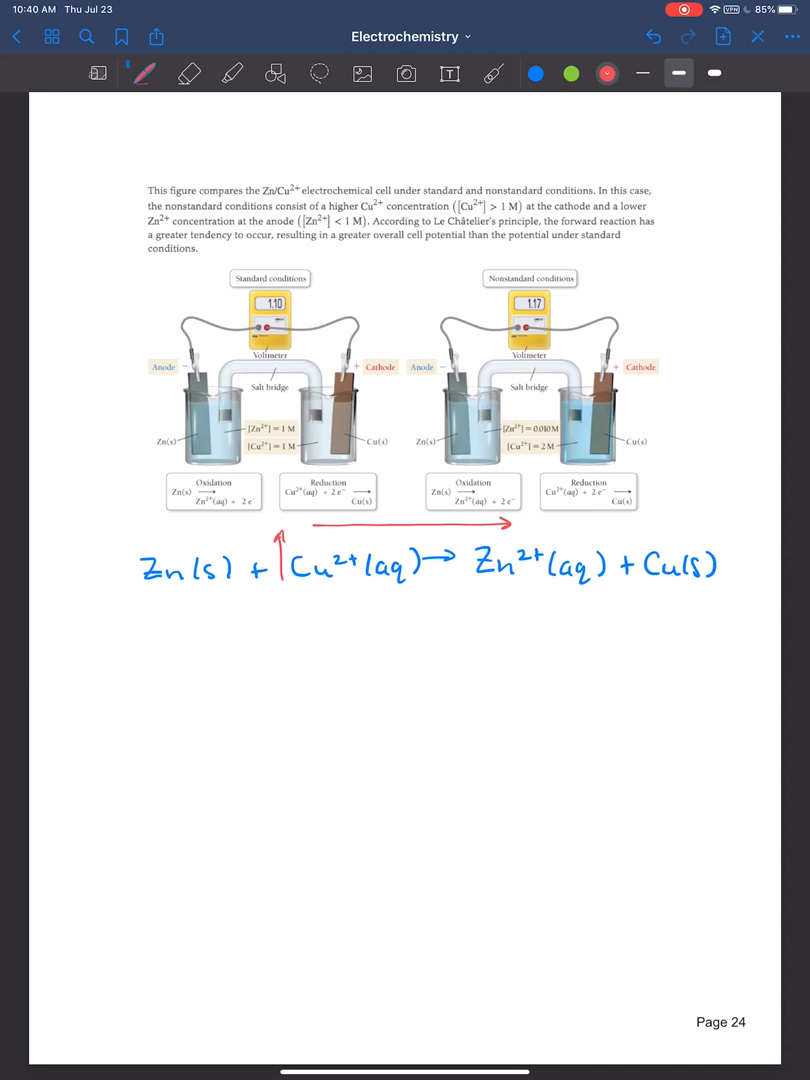 10:40 AM Thu Jul 23
VPN 85%
Electrochemistry
T
This figure compares the Zn/Cu²⁺ electrochemical cell under standard and nonstandard conditions. In this case,
the nonstandard conditions consist of a higher Cu²⁺ concentration ([Cu²⁺] > 1 M) at the cathode and a lower
Zn²⁺ concentration at the anode ([Zn²⁺] < 1 M). According to Le Châtelier's principle, the forward reaction has
a greater tendency to occur, resulting in a greater overall cell potential than the potential under standard
conditions.
Standard conditions
1.10
Voltmeter
Anode −
+ Cathode
Salt bridge
[Zn²⁺] = 1 M
[Cu²⁺] = 1 M
Zn(s)
Cu(s)
Oxidation
Zn(s) ⟶
Zn²⁺(aq) + 2 e⁻
Reduction
Cu²⁺(aq) + 2 e⁻ ⟶
Cu(s)
Nonstandard conditions
1.17
Voltmeter
Anode −
+ Cathode
Salt bridge
[Zn²⁺] = 0.010 M
[Cu²⁺] = 2 M
Zn(s)
Cu(s)
Oxidation
Zn(s) ⟶
Zn²⁺(aq) + 2 e⁻
Reduction
Cu²⁺(aq) + 2 e⁻ ⟶
Cu(s)
Zn(s) + ↑Cu²⁺(aq) → Zn²⁺(aq) + Cu(s)
Page 24